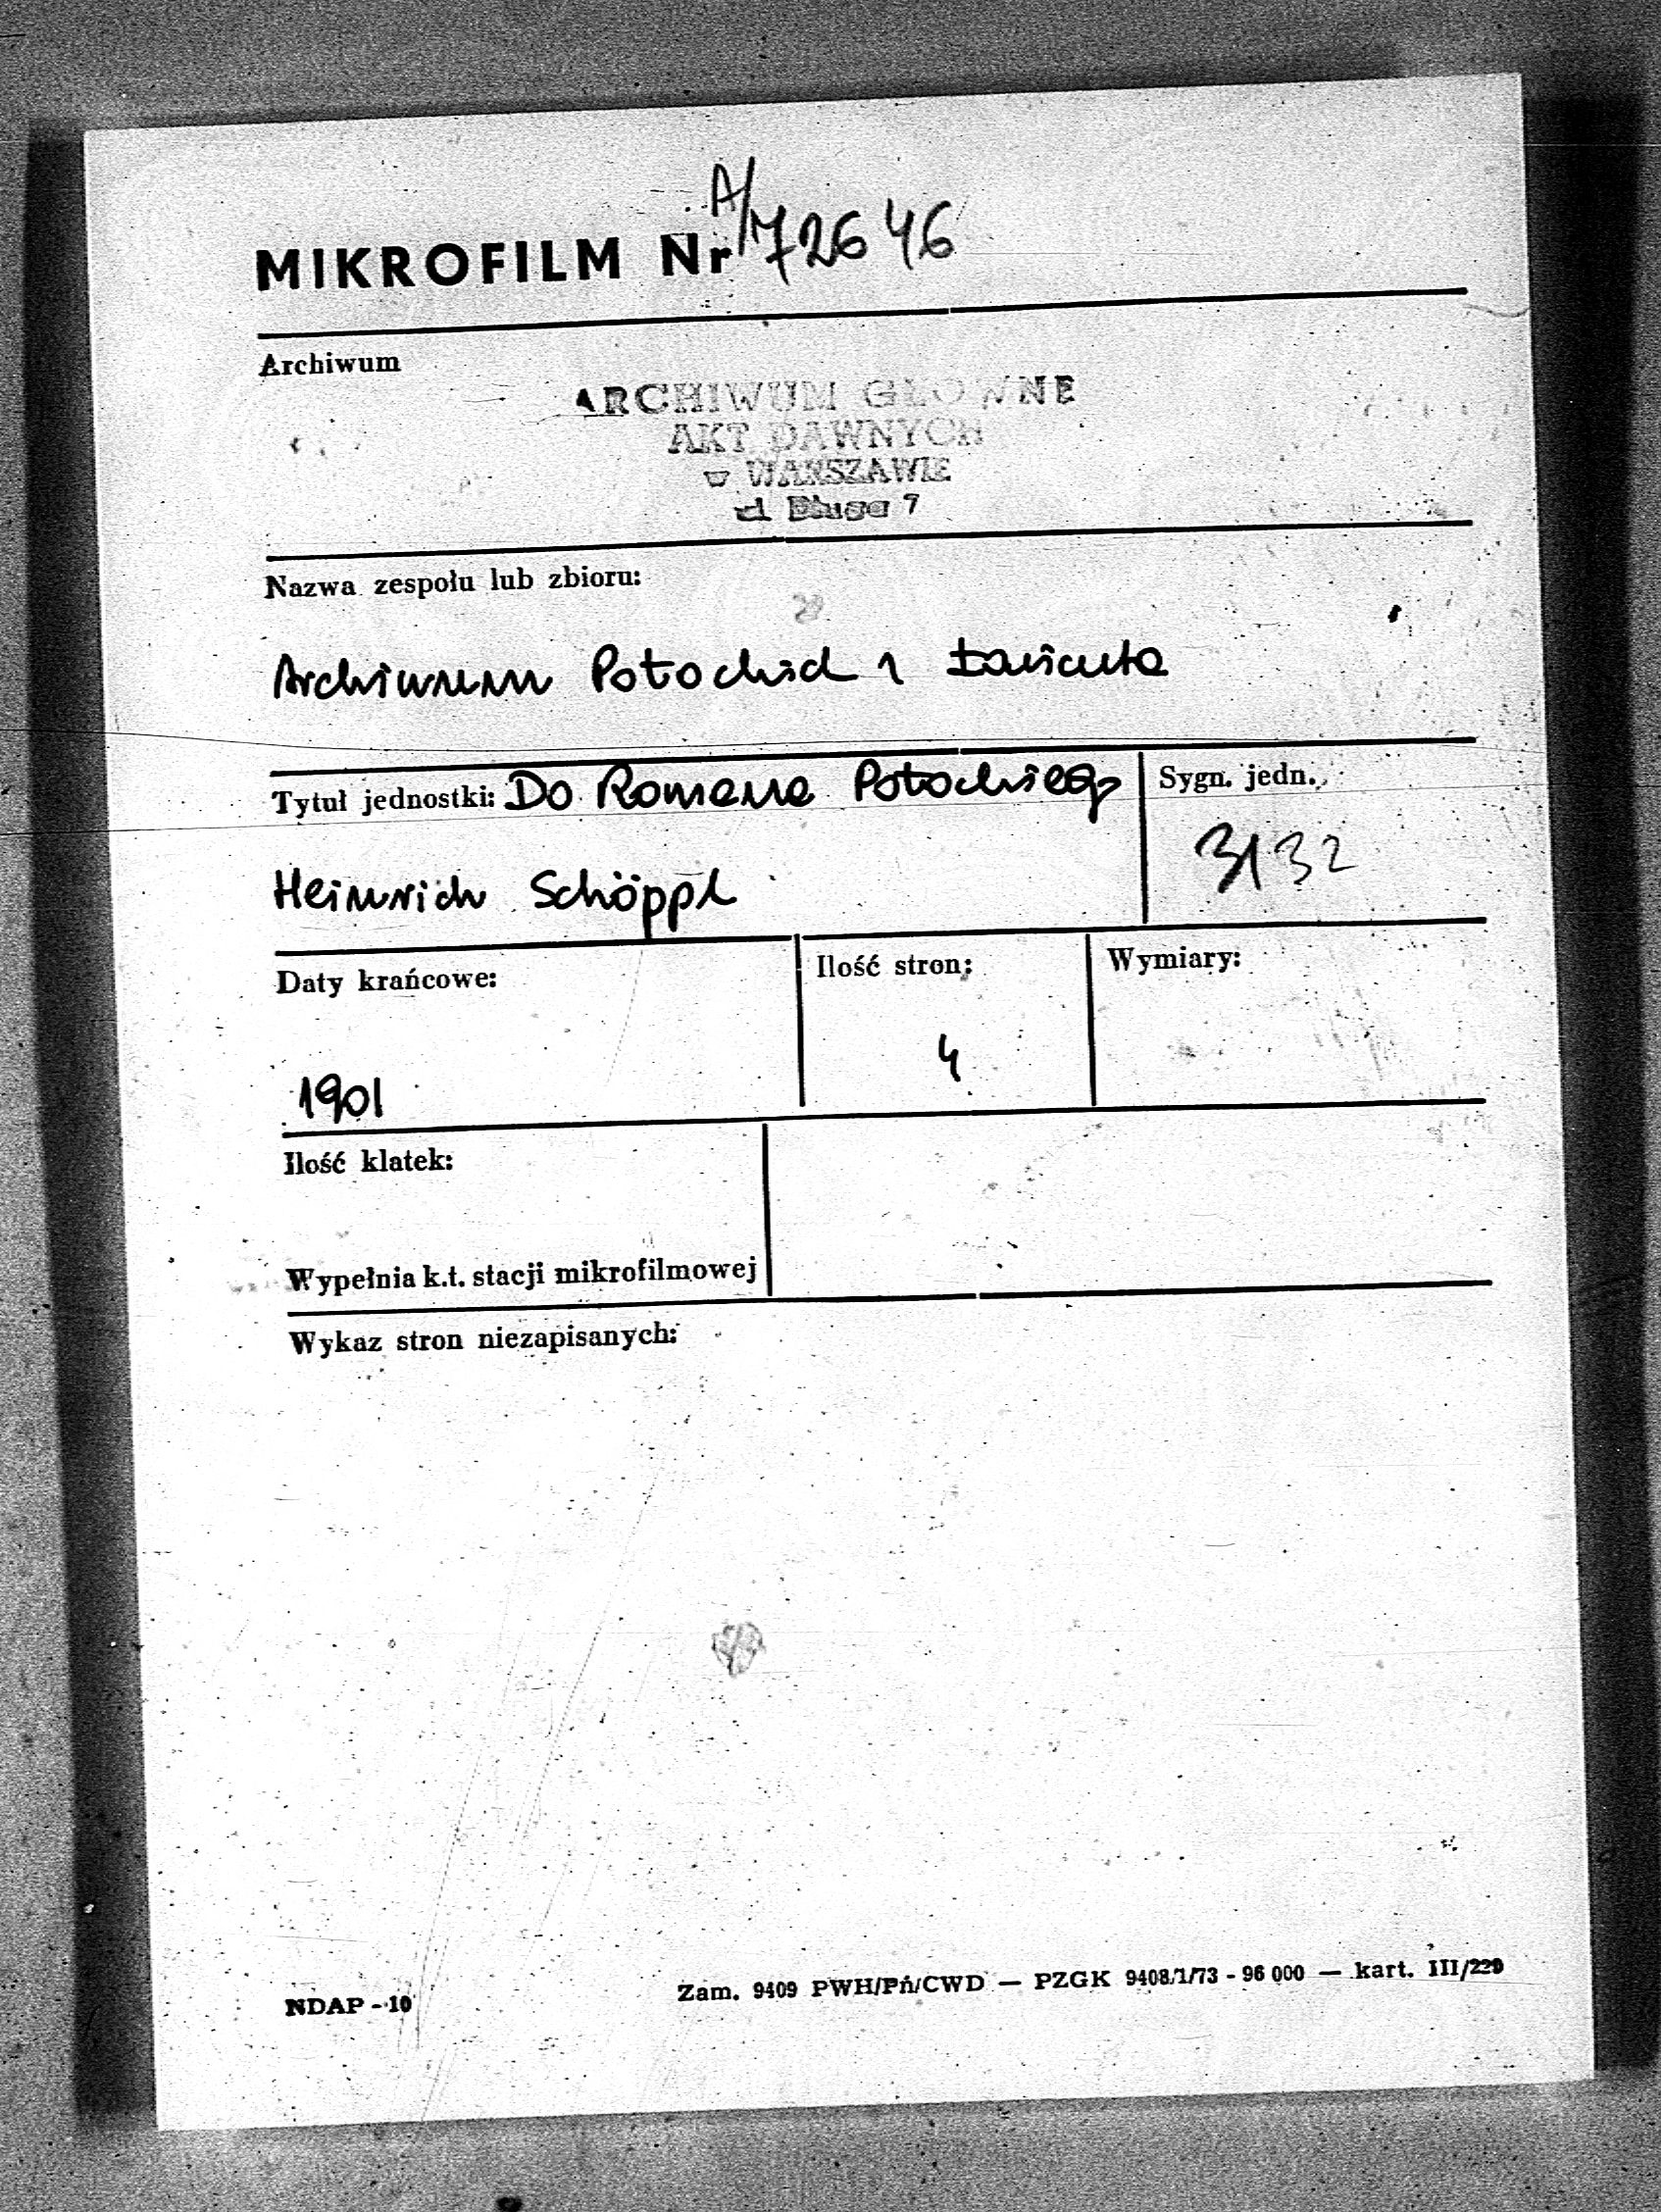 MIKROFILM Nr A/72646
Archiwum
ARCHIWUM GŁOWNE
AKT DAWNYCH
w WARSZAWIE
ul Długa 7
Nazwa zespołu lub zbioru:
Archiwum Potockich z Łańcuta
Tytuł jednostki: Do Romana Potockiego
Sygn. jedn.
3132
Heinrich Schöppl
Daty krańcowe:
Ilość stron:
Wymiary:
4
1901
Ilość klatek:
Wypełnia k.t. stacji mikrofilmowej
Wykaz stron niezapisanych:
NDAP - 10
Zam. 9409 PWH/Pń/CWD — PZGK 9408/1/73 - 96 000 — kart. III/229